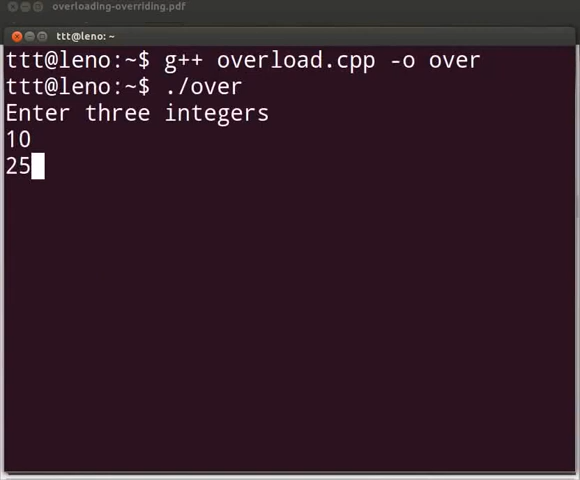 overloading-overriding.pdf
ttt@leno: ~
ttt@leno:~$ g++ overload.cpp -o over
ttt@leno:~$ ./over
Enter three integers
10
25